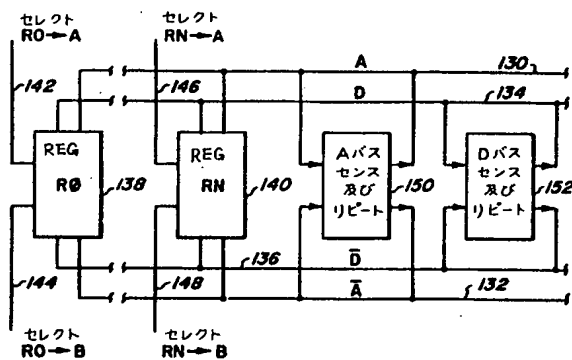 セレクト
RO→A
セレクト
RN→A
142
146
A
130
D
134
REG
RØ
138
REG
RN
140
Aバス
センス
及び
リピート
150
Dバス
センス
及び
リピート
152
136
D̅
144
148
A̅
132
セレクト
RO→B
セレクト
RN→B